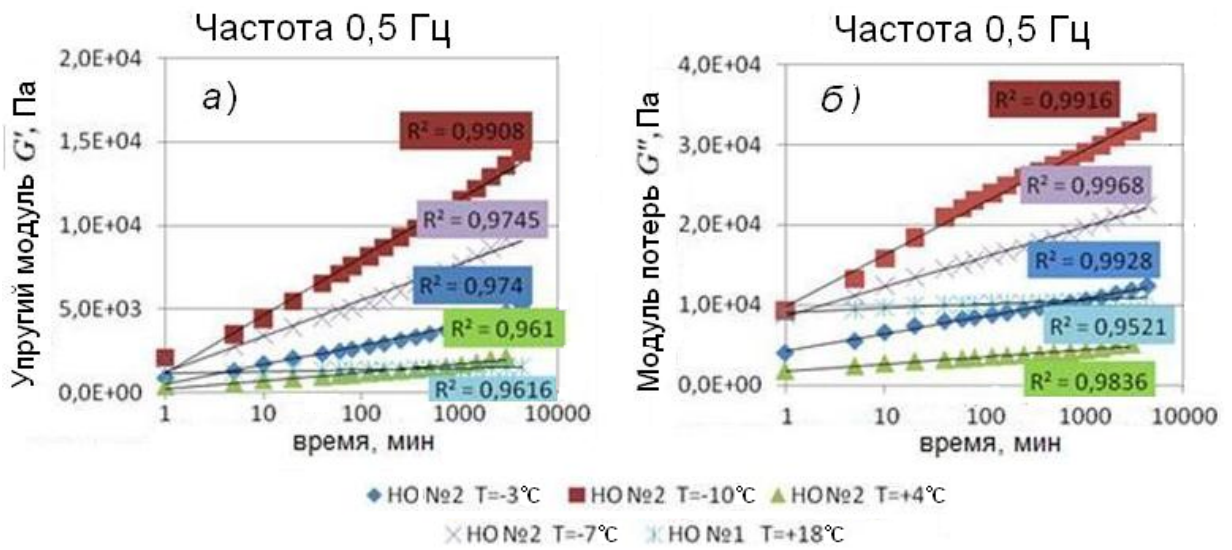 Частота 0,5 Гц
Упругий модуль G', Па
2,0E+04
1,5E+04
1,0E+04
5,0E+03
0,0E+00
а)
R² = 0,9908
R² = 0,9745
R² = 0,974
R² = 0,961
R² = 0,9616
1 10 100 1000 10000
время, мин
Частота 0,5 Гц
Модуль потерь G", Па
4,0E+04
3,0E+04
2,0E+04
1,0E+04
0,0E+00
б)
R² = 0,9916
R² = 0,9968
R² = 0,9928
R² = 0,9521
R² = 0,9836
1 10 100 1000 10000
время, мин
НО №2 T=-3°C НО №2 T=-10°C НО №2 T=+4°C
НО №2 T=-7°C НО №1 T=+18°C